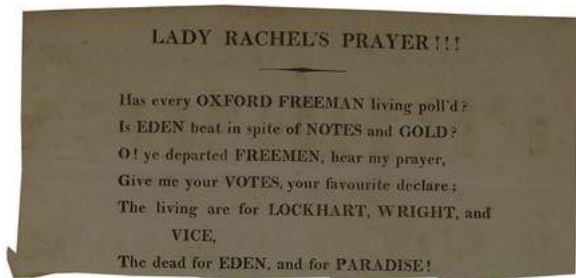 LADY RACHEL'S PRAYER!!!
Has every OXFORD FREEMAN living poll'd?
Is EDEN beat in spite of NOTES and GOLD?
O! ye departed FREEMEN, hear my prayer,
Give me your VOTES, your favourite declare;
The living are for LOCKHART, WRIGHT, and
VICE,
The dead for EDEN, and for PARADISE!